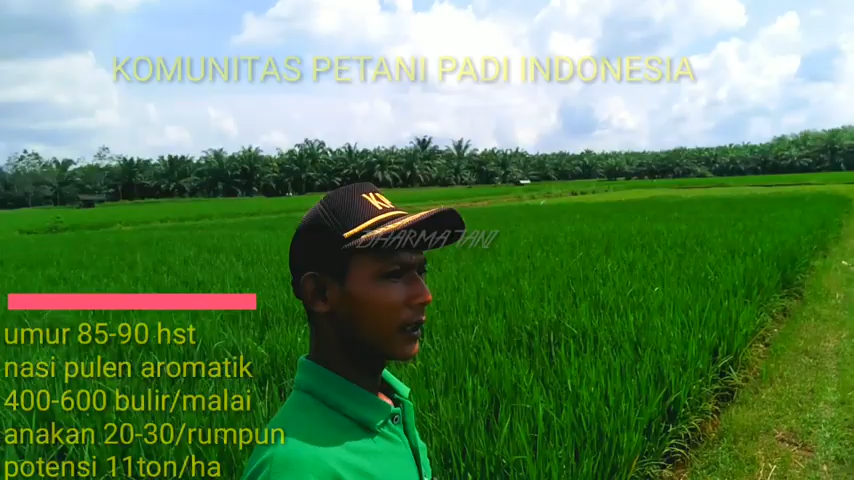 KOMUNITAS PETANI PADI INDONESIA
DHARMA TANI
umur 85-90 hst
nasi pulen aromatik
400-600 bulir/malai
anakan 20-30/rumpun
potensi 11ton/ha